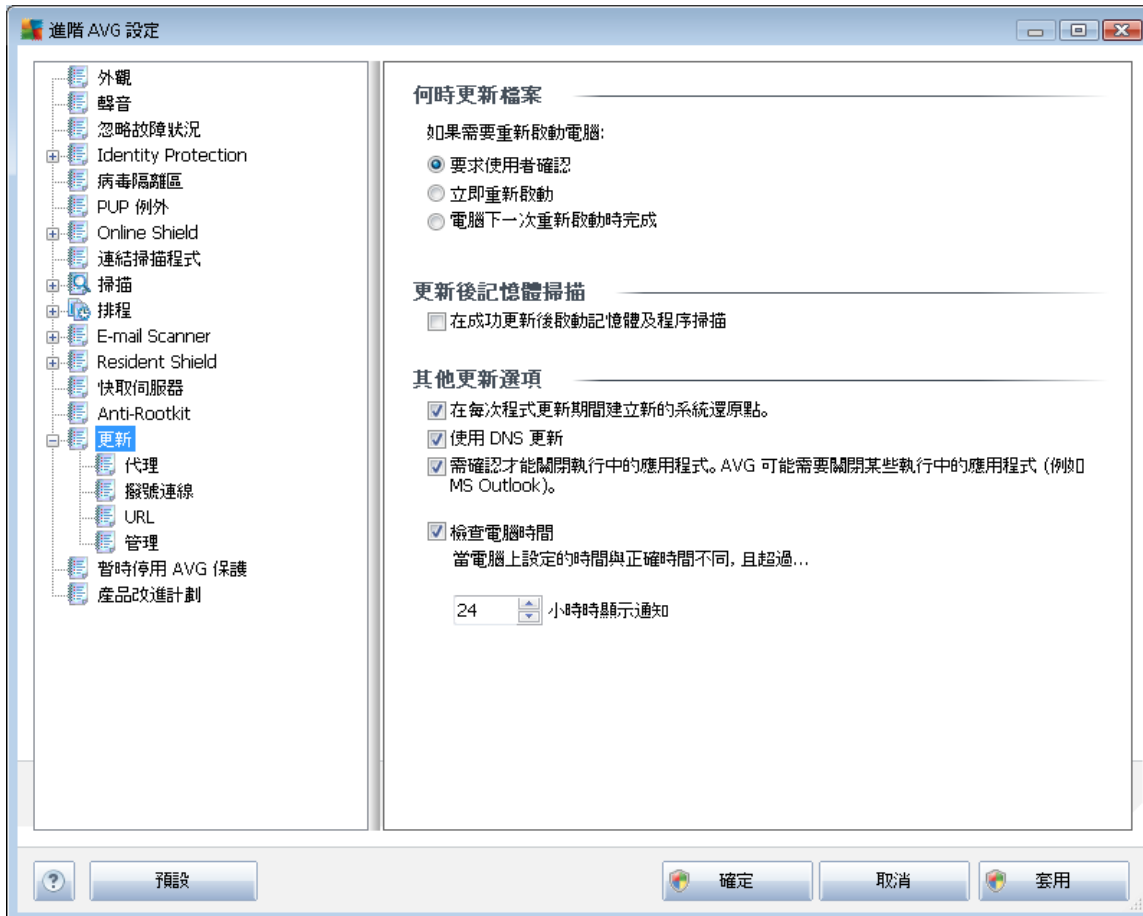 進階 AVG 設定
外觀
聲音
忽略故障狀況
Identity Protection
病毒隔離區
PUP 例外
Online Shield
連結掃描程式
掃描
排程
E-mail Scanner
Resident Shield
快取伺服器
Anti-Rootkit
更新
代理
撥號連線
URL
管理
暫時停用 AVG 保護
產品改進計劃
何時更新檔案
如果需要重新啟動電腦:
要求使用者確認
立即重新啟動
電腦下一次重新啟動時完成
更新後記憶體掃描
在成功更新後啟動記憶體及程序掃描
其他更新選項
在每次程式更新期間建立新的系統還原點。
使用 DNS 更新
需確認才能關閉執行中的應用程式。AVG 可能需要關閉某些執行中的應用程式 (例如
MS Outlook)。
檢查電腦時間
當電腦上設定的時間與正確時間不同, 且超過...
24 小時時顯示通知
? 預設 確定 取消 套用